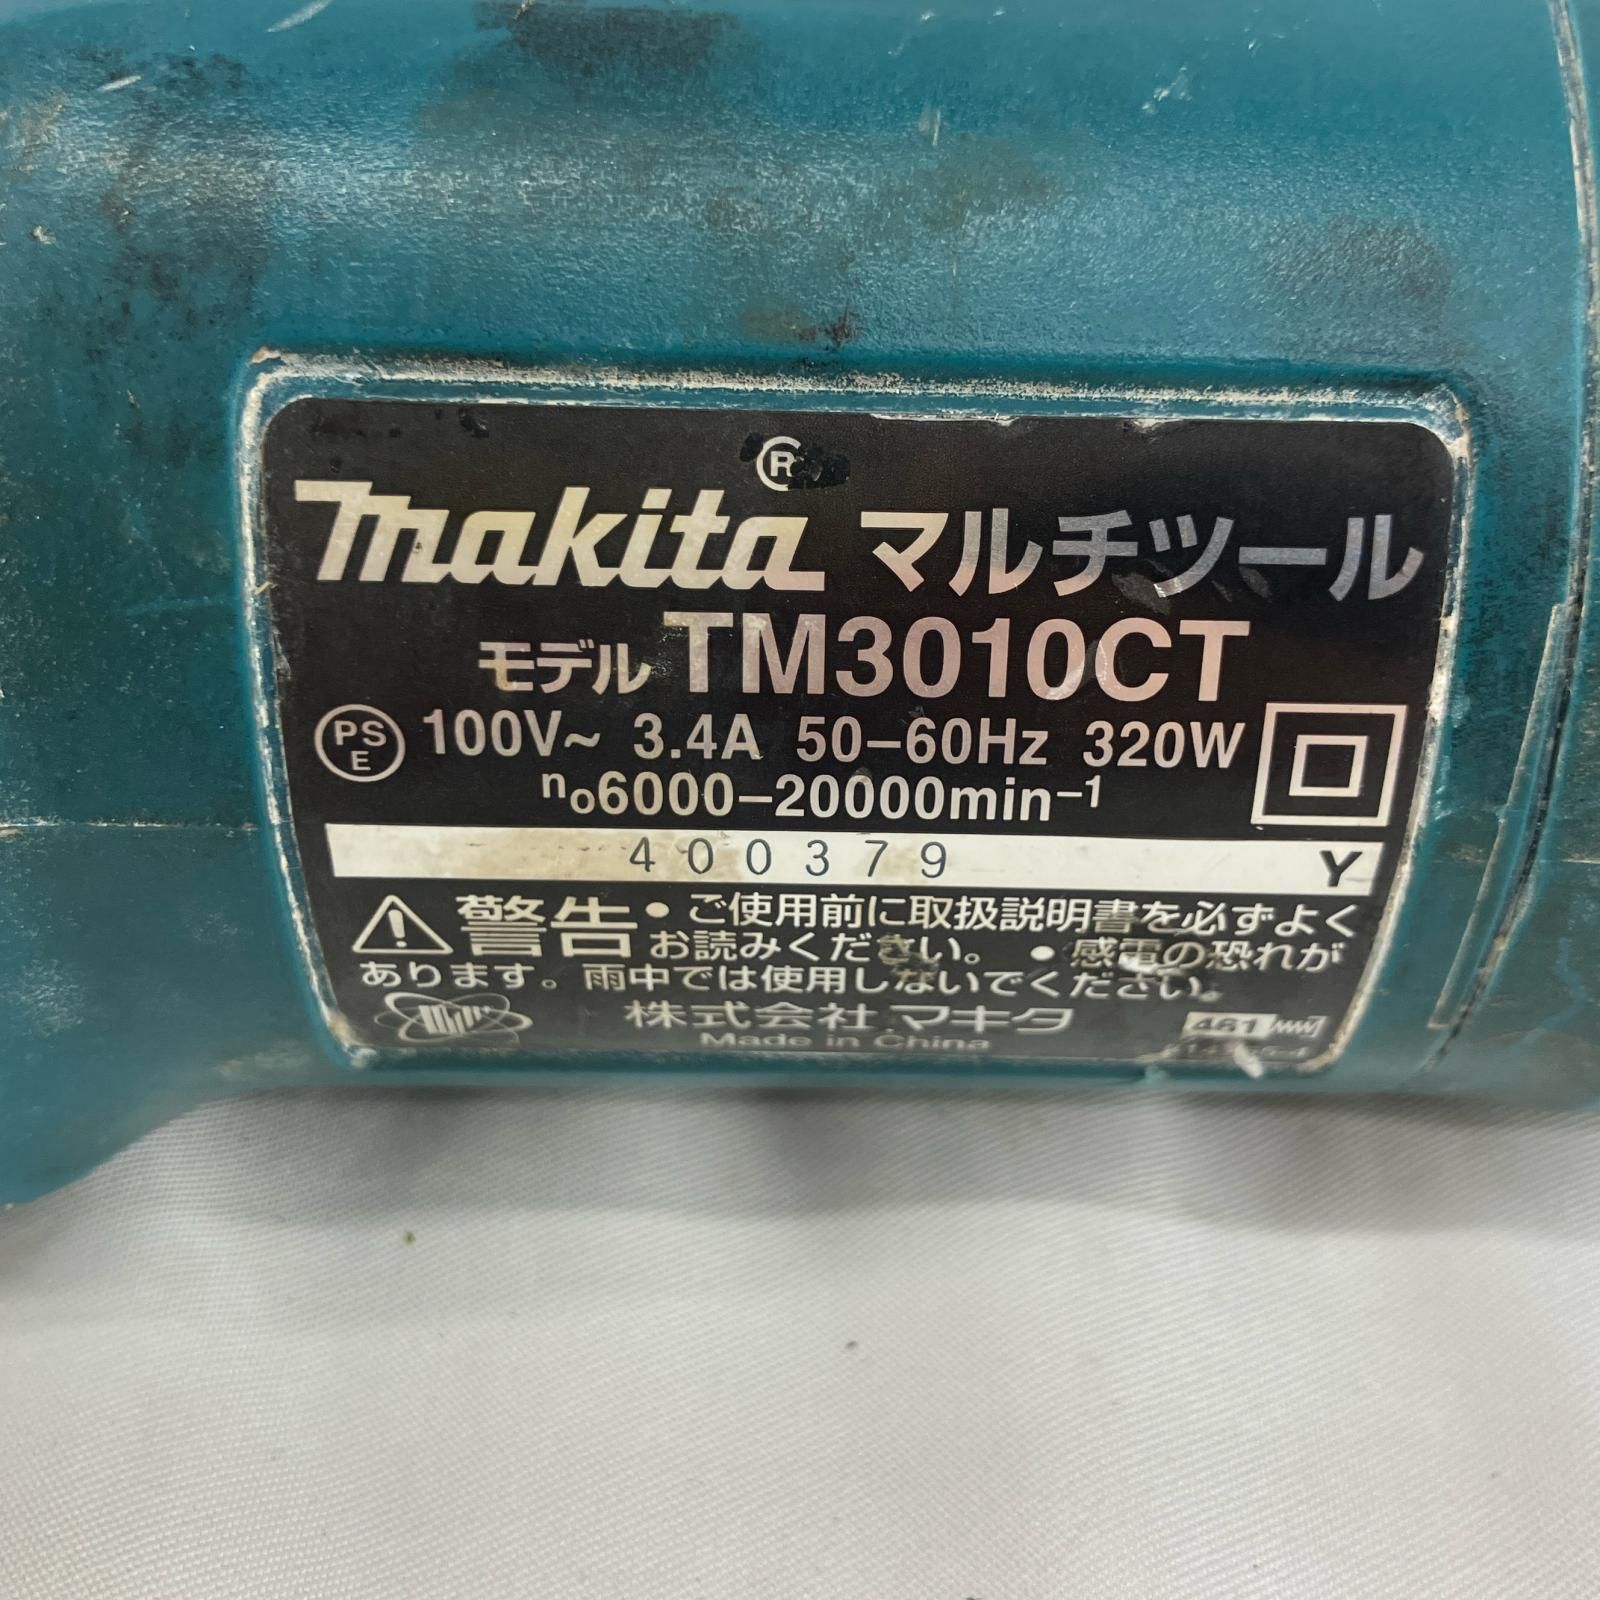 ®
makita マルチツール
モデル TM3010CT
PSE 100V~ 3.4A 50–60Hz 320W
n₀6000–20000min⁻¹
400379 Y
警告 ●ご使用前に取扱説明書を必ずよく
お読みください。 ●感電の恐れが
あります。雨中では使用しないでください。
株式会社 マキタ
Made in China
461